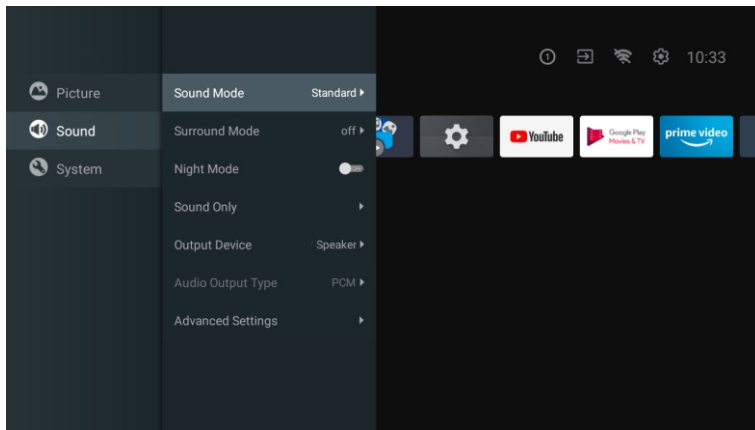 10:33
Picture
Sound
System
Sound Mode Standard
Surround Mode off
Night Mode
Sound Only
Output Device Speaker
Audio Output Type PCM
Advanced Settings
YouTube
Google Play
Movies & TV
prime video